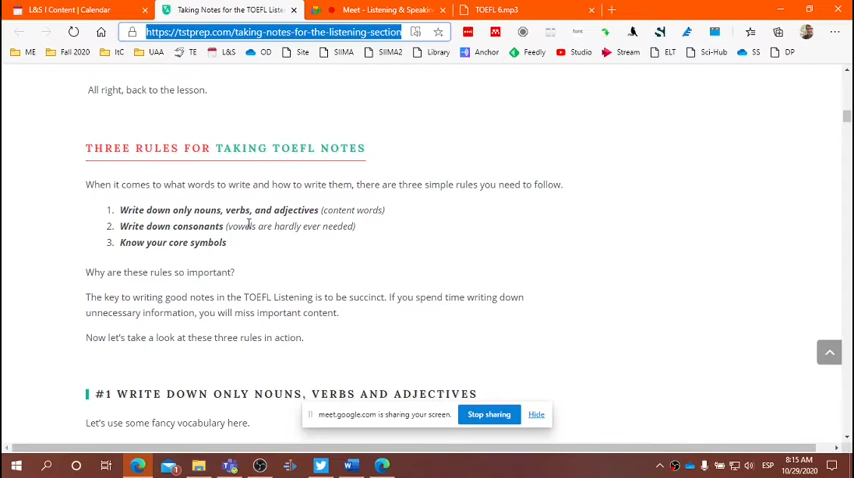 L&S I Content | Calendar
Taking Notes for the TOEFL Liste
Meet - Listening & Speakin
TOEFL 6.mp3
https://tstprep.com/taking-notes-for-the-listening-section
ME
Fall 2020
ItC
UAA
TE
L&S
OD
Site
SIIMA
SIIMA2
Library
Anchor
Feedly
Studio
Stream
ELT
Sci-Hub
SS
DP
All right, back to the lesson.
THREE RULES FOR TAKING TOEFL NOTES
When it comes to what words to write and how to write them, there are three simple rules you need to follow.
1. Write down only nouns, verbs, and adjectives (content words)
2. Write down consonants (vowels are hardly ever needed)
3. Know your core symbols
Why are these rules so important?
The key to writing good notes in the TOEFL Listening is to be succinct. If you spend time writing down
unnecessary information, you will miss important content.
Now let's take a look at these three rules in action.
#1 WRITE DOWN ONLY NOUNS, VERBS AND ADJECTIVES
meet.google.com is sharing your screen.
Stop sharing
Hide
Let's use some fancy vocabulary here.
ESP
8:15 AM
10/29/2020